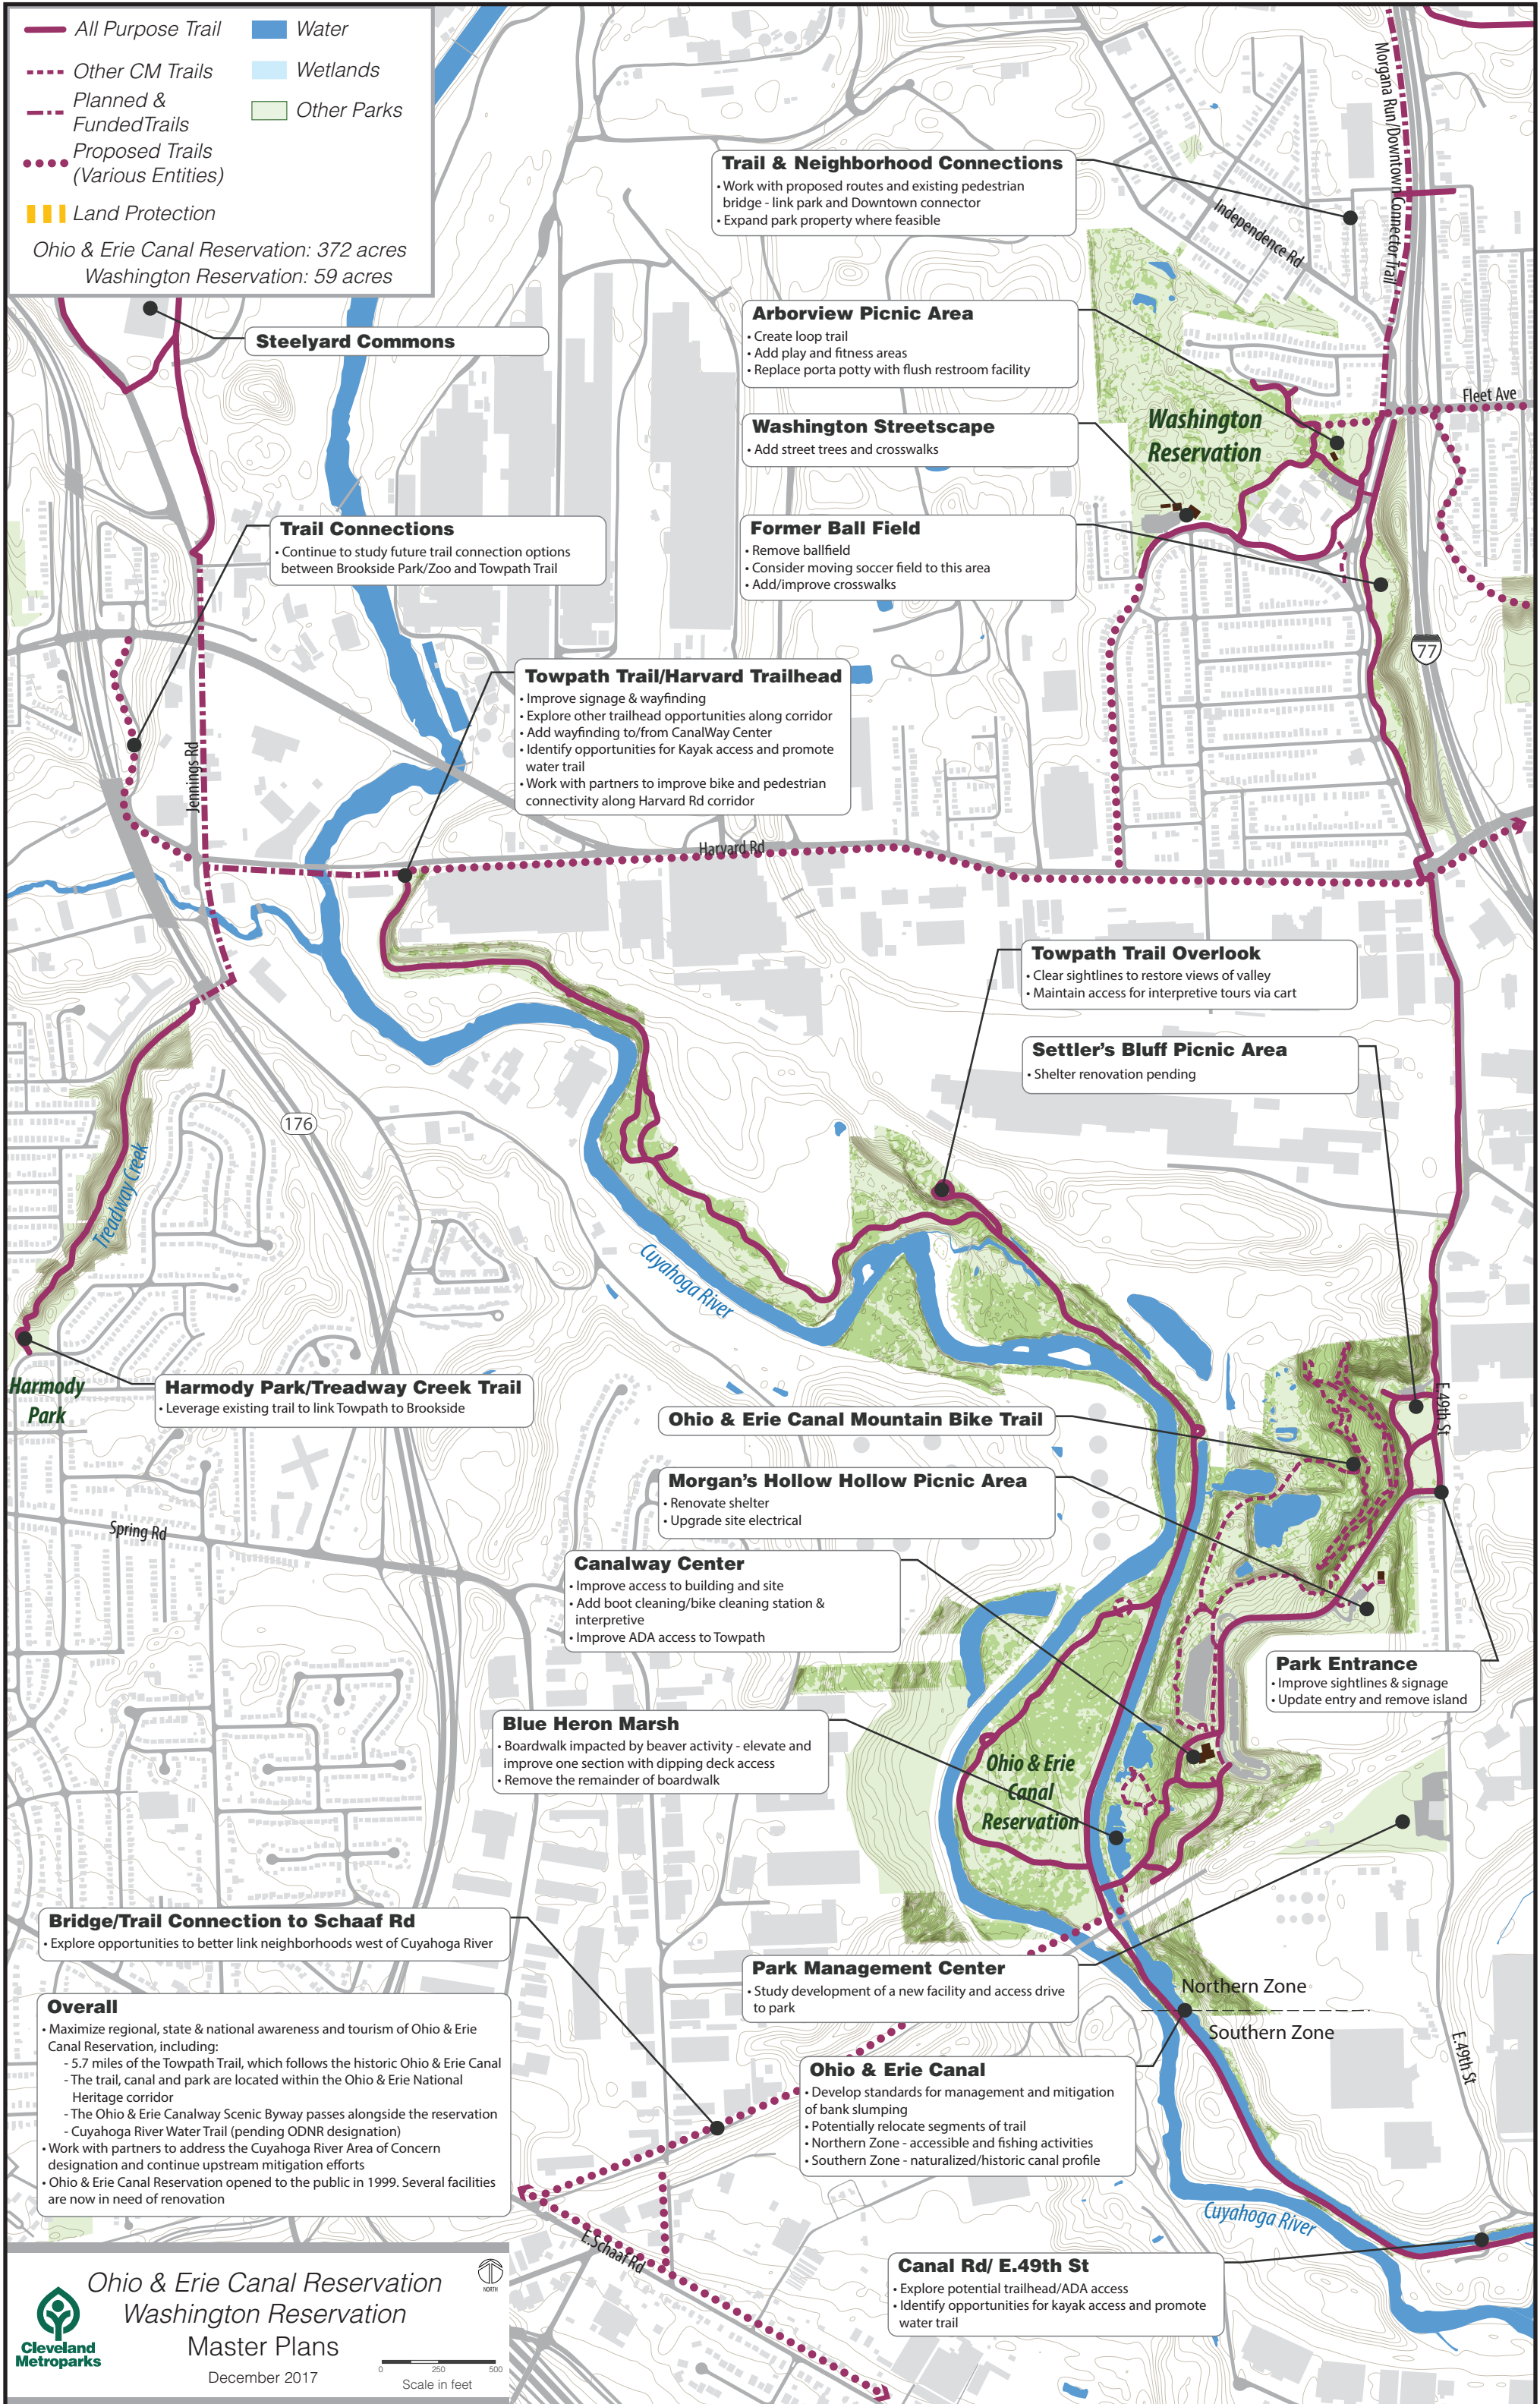 All Purpose Trail
Other CM Trails
Planned &
FundedTrails
Proposed Trails
(Various Entities)
Land Protection
Water
Wetlands
Other Parks
Ohio & Erie Canal Reservation: 372 acres
Washington Reservation: 59 acres
Morgana Run/Downtown Connector Trail
Trail & Neighborhood Connections
• Work with proposed routes and existing pedestrian
bridge - link park and Downtown connector
• Expand park property where feasible
Independence Rd
Arborview Picnic Area
• Create loop trail
• Add play and fitness areas
• Replace porta potty with flush restroom facility
Steelyard Commons
Fleet Ave
Washington
Reservation
Washington Streetscape
• Add street trees and crosswalks
Trail Connections
• Continue to study future trail connection options
between Brookside Park/Zoo and Towpath Trail
Former Ball Field
• Remove ballfield
• Consider moving soccer field to this area
• Add/improve crosswalks
77
Towpath Trail/Harvard Trailhead
• Improve signage & wayfinding
• Explore other trailhead opportunities along corridor
• Add wayfinding to/from CanalWay Center
• Identify opportunities for Kayak access and promote
water trail
• Work with partners to improve bike and pedestrian
connectivity along Harvard Rd corridor
Jennings Rd
Harvard Rd
Towpath Trail Overlook
• Clear sightlines to restore views of valley
• Maintain access for interpretive tours via cart
Settler's Bluff Picnic Area
• Shelter renovation pending
176
Treadway Creek
Cuyahoga River
Harmody
Park
Harmody Park/Treadway Creek Trail
• Leverage existing trail to link Towpath to Brookside
E.49th St
Ohio & Erie Canal Mountain Bike Trail
Morgan's Hollow Hollow Picnic Area
• Renovate shelter
• Upgrade site electrical
Spring Rd
Canalway Center
• Improve access to building and site
• Add boot cleaning/bike cleaning station &
interpretive
• Improve ADA access to Towpath
Park Entrance
• Improve sightlines & signage
• Update entry and remove island
Blue Heron Marsh
• Boardwalk impacted by beaver activity - elevate and
improve one section with dipping deck access
• Remove the remainder of boardwalk
Ohio & Erie
Canal
Reservation
Bridge/Trail Connection to Schaaf Rd
• Explore opportunities to better link neighborhoods west of Cuyahoga River
Park Management Center
• Study development of a new facility and access drive
to park
Northern Zone
Southern Zone
E.49th St
Overall
• Maximize regional, state & national awareness and tourism of Ohio & Erie
Canal Reservation, including:
- 5.7 miles of the Towpath Trail, which follows the historic Ohio & Erie Canal
- The trail, canal and park are located within the Ohio & Erie National
Heritage corridor
- The Ohio & Erie Canalway Scenic Byway passes alongside the reservation
- Cuyahoga River Water Trail (pending ODNR designation)
• Work with partners to address the Cuyahoga River Area of Concern
designation and continue upstream mitigation efforts
• Ohio & Erie Canal Reservation opened to the public in 1999. Several facilities
are now in need of renovation
Ohio & Erie Canal
• Develop standards for management and mitigation
of bank slumping
• Potentially relocate segments of trail
• Northern Zone - accessible and fishing activities
• Southern Zone - naturalized/historic canal profile
Cuyahoga River
E.Schaaf Rd
Canal Rd/ E.49th St
• Explore potential trailhead/ADA access
• Identify opportunities for kayak access and promote
water trail
Ohio & Erie Canal Reservation
Washington Reservation
Master Plans
December 2017
NORTH
Cleveland
Metroparks
0 250 500
Scale in feet